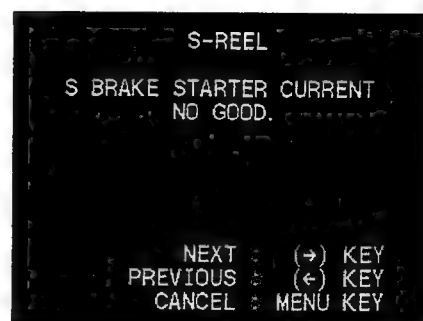 S-REEL
S BRAKE STARTER CURRENT
NO GOOD.
NEXT : (→) KEY
PREVIOUS : (←) KEY
CANCEL : MENU KEY